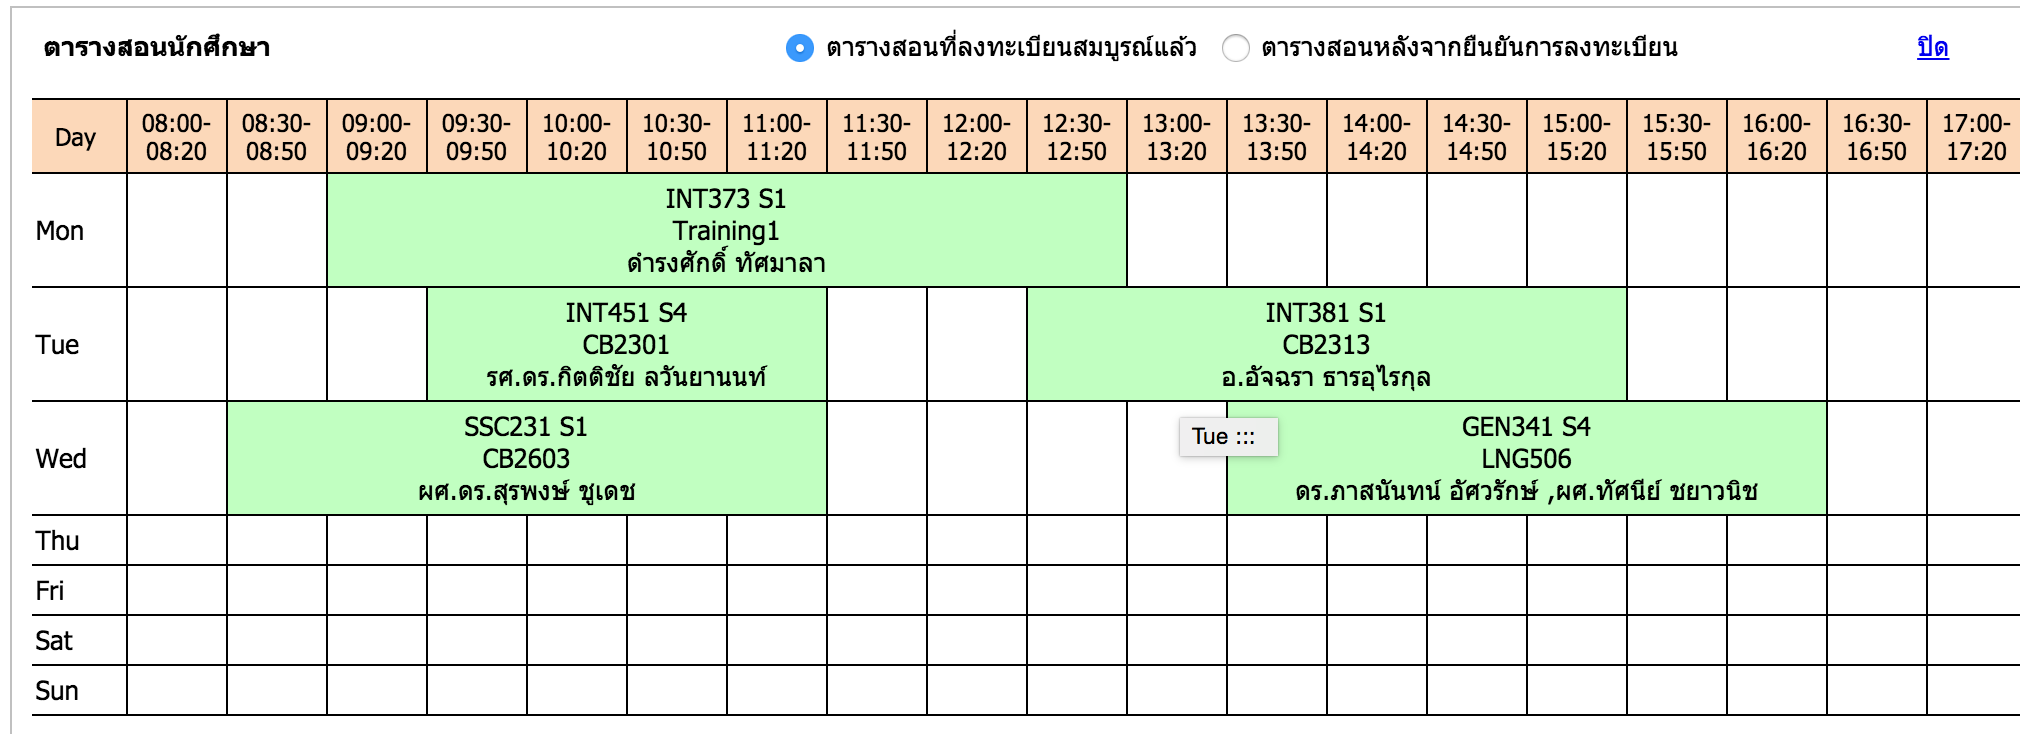 ตารางสอนนักศึกษา ตารางสอนที่ลงทะเบียนสมบูรณ์แล้ว ตารางสอนหลังจากยืนยันการลงทะเบียน ปิด
Day 08:00- 08:30- 09:00- 09:30- 10:00- 10:30- 11:00- 11:30- 12:00- 12:30- 13:00- 13:30- 14:00- 14:30- 15:00- 15:30- 16:00- 16:30- 17:00-
08:20 08:50 09:20 09:50 10:20 10:50 11:20 11:50 12:20 12:50 13:20 13:50 14:20 14:50 15:20 15:50 16:20 16:50 17:20
Mon
INT373 S1
Training1
ดำรงศักดิ์ ทัศมาลา
Tue
INT451 S4
CB2301
รศ.ดร.กิตติชัย ลวันยานนท์
INT381 S1
CB2313
อ.อัจฉรา ธารอุไรกุล
Wed
SSC231 S1
CB2603
ผศ.ดร.สุรพงษ์ ชูเดช
Tue :::
GEN341 S4
LNG506
ดร.ภาสนันทน์ อัศวรักษ์ ,ผศ.ทัศนีย์ ชยาวนิช
Thu
Fri
Sat
Sun